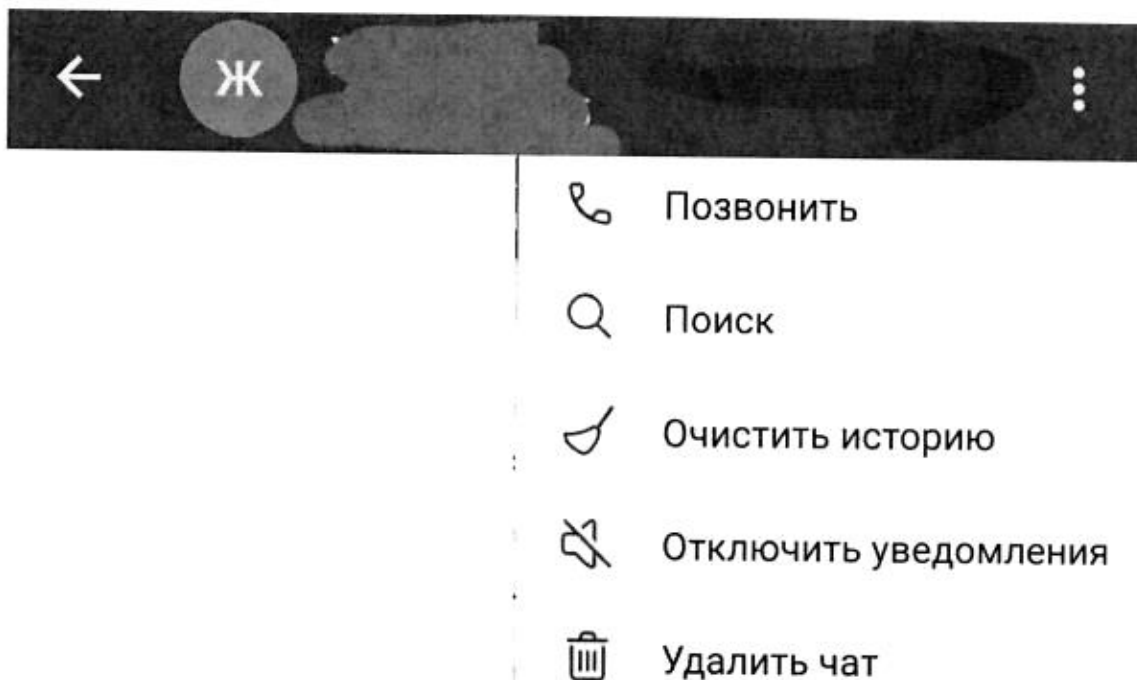 Ж
Позвонить
Поиск
Очистить историю
Отключить уведомления
Удалить чат